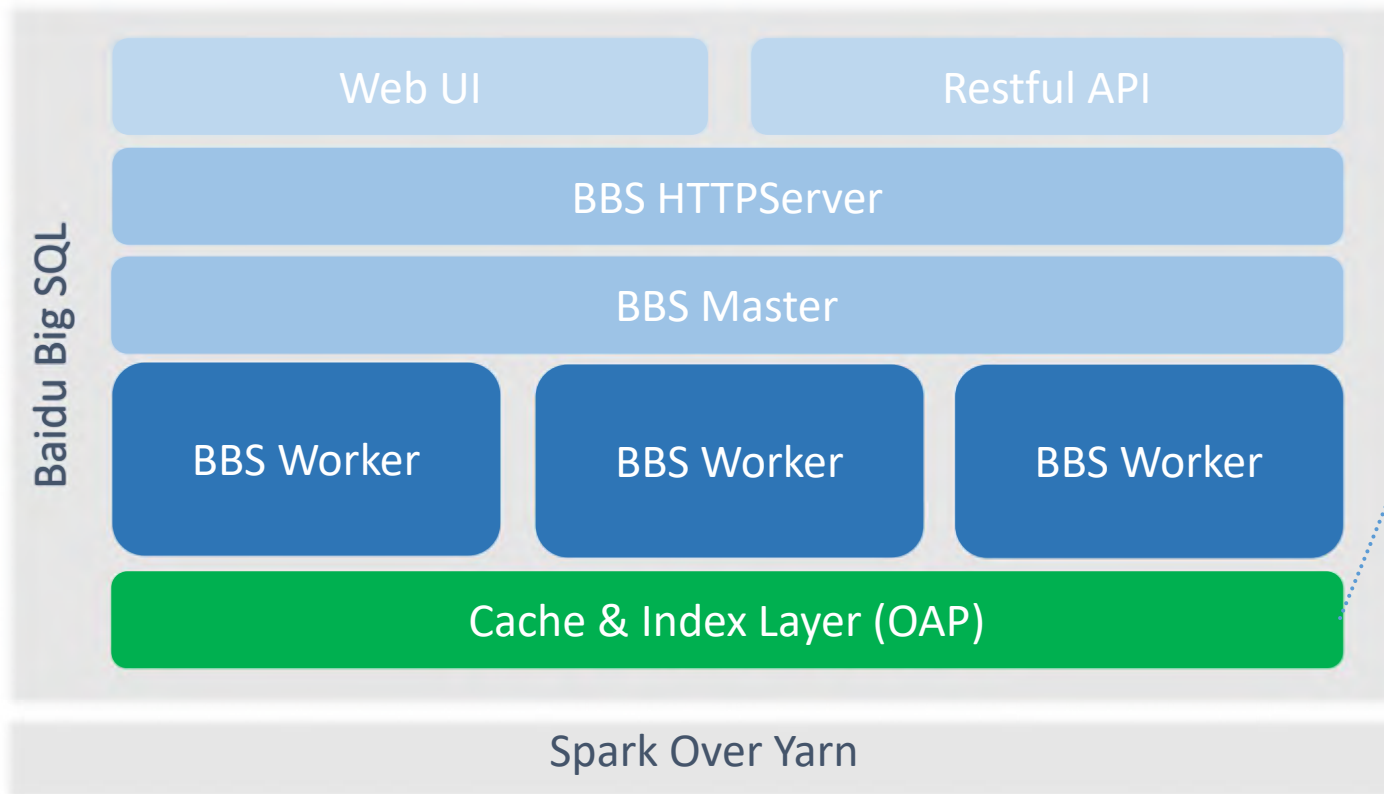 Baidu Big SQL
Web UI
Restful API
BBS HTTPServer
BBS Master
BBS Worker
BBS Worker
BBS Worker
Cache & Index Layer (OAP)
Spark Over Yarn